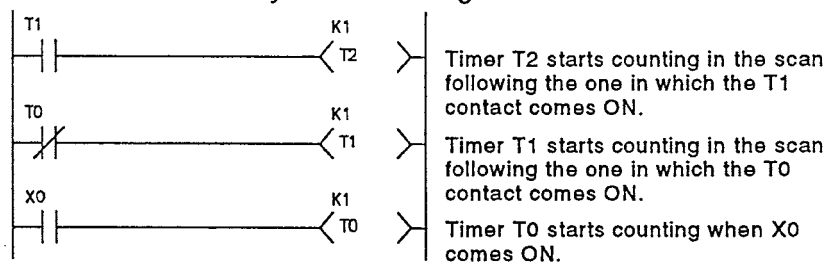 T1
K1
T2
Timer T2 starts counting in the scan
following the one in which the T1
contact comes ON.
T0
K1
T1
Timer T1 starts counting in the scan
following the one in which the T0
contact comes ON.
X0
K1
T0
Timer T0 starts counting when X0
comes ON.